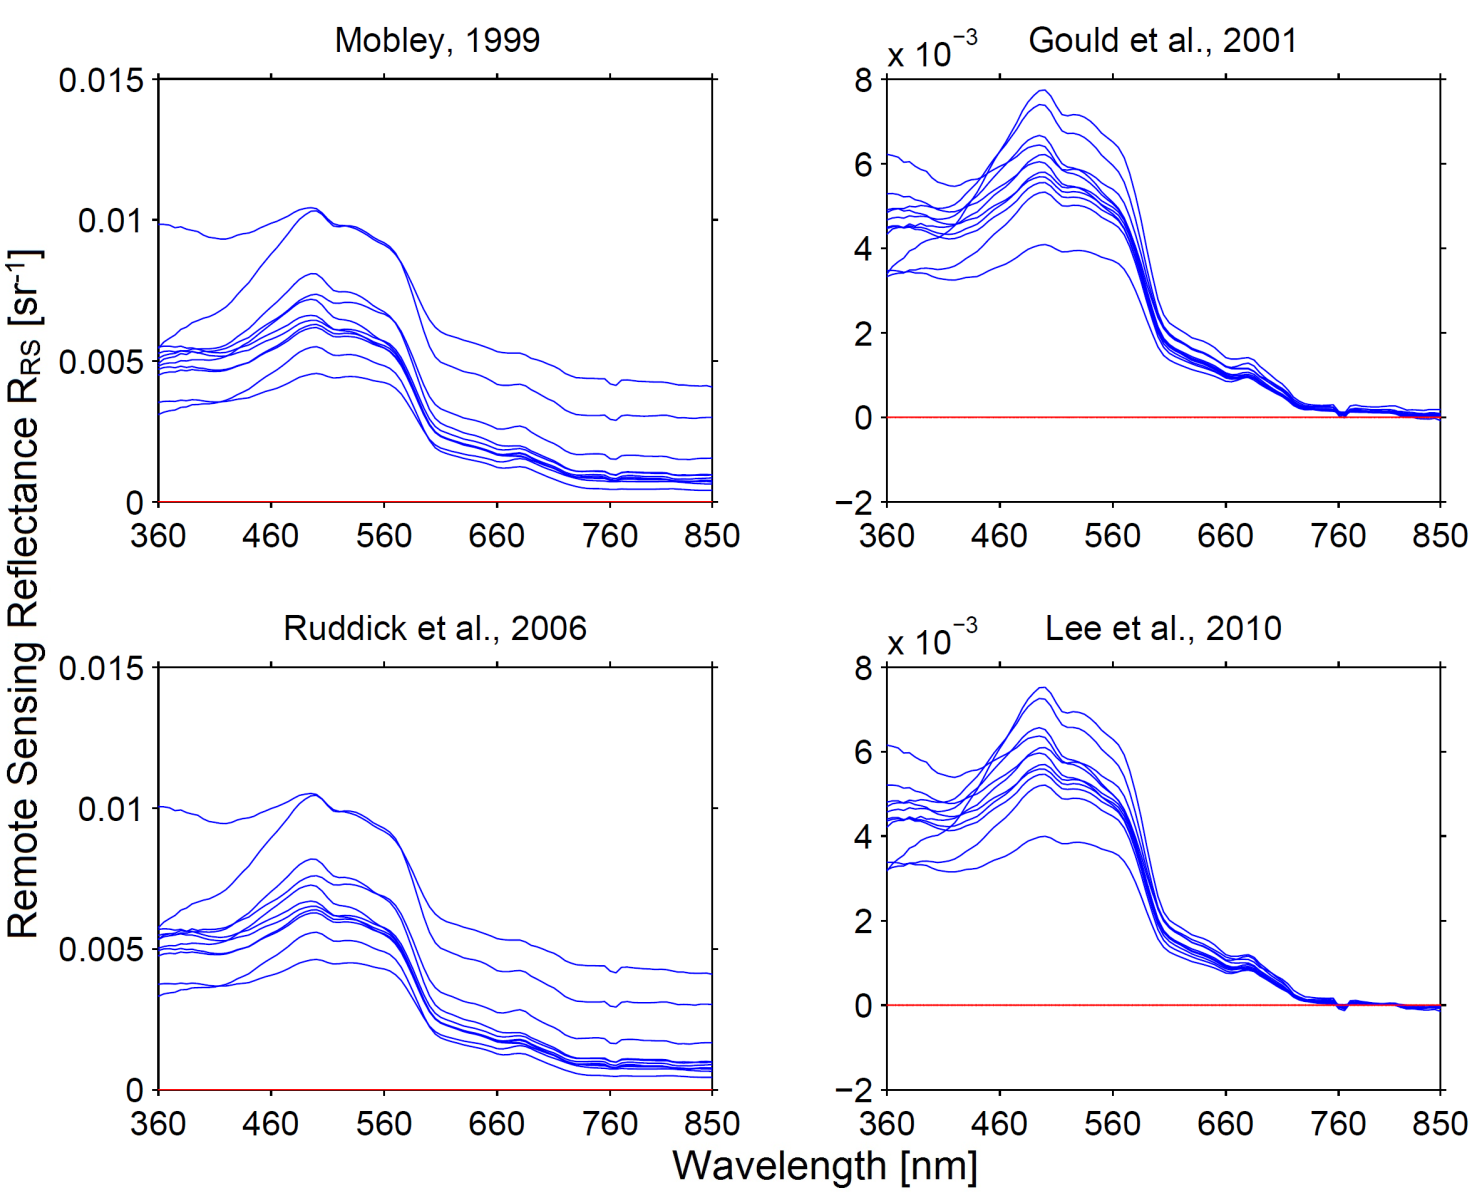 Mobley, 1999
0.015
0.01
0.005
0
360 460 560 660 760 850
x 10⁻³ Gould et al., 2001
8
6
4
2
0
−2
360 460 560 660 760 850
Remote Sensing Reflectance RRS [sr⁻¹]
Ruddick et al., 2006
0.015
0.01
0.005
0
360 460 560 660 760 850
x 10⁻³ Lee et al., 2010
8
6
4
2
0
−2
360 460 560 660 760 850
Wavelength [nm]